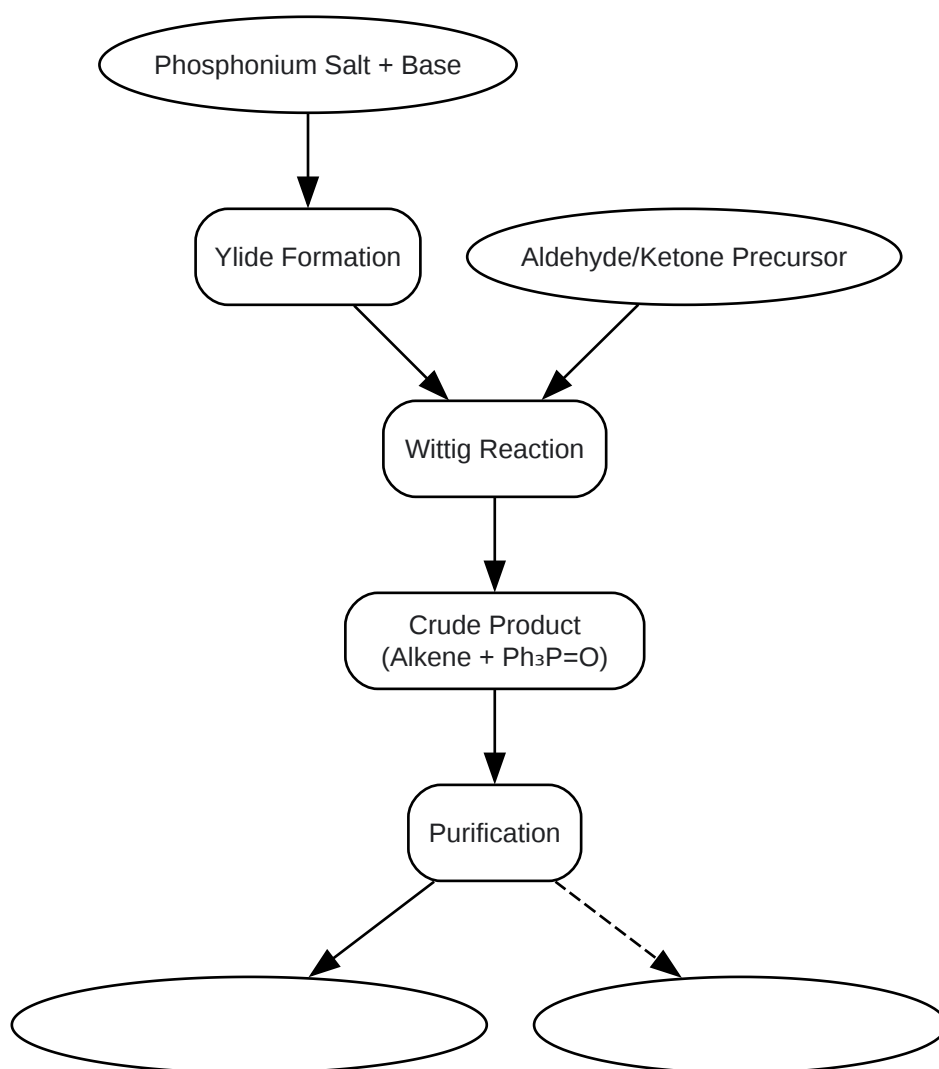 Phosphonium Salt + Base
Ylide Formation
Aldehyde/Ketone Precursor
Wittig Reaction
Crude Product
(Alkene + Ph₃P=O)
Purification